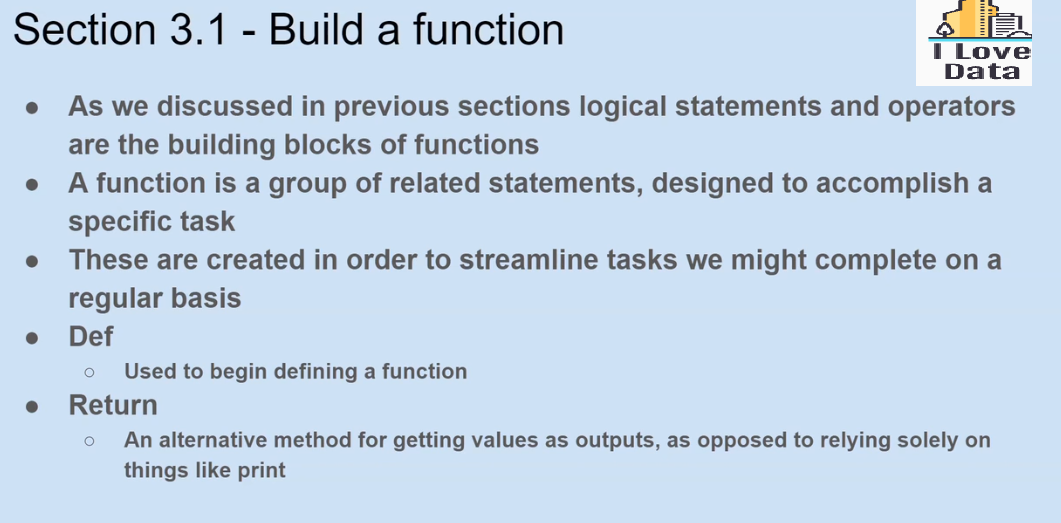 Section 3.1 - Build a function
I Love
Data
● As we discussed in previous sections logical statements and operators
are the building blocks of functions
● A function is a group of related statements, designed to accomplish a
specific task
● These are created in order to streamline tasks we might complete on a
regular basis
● Def
○ Used to begin defining a function
● Return
○ An alternative method for getting values as outputs, as opposed to relying solely on
things like print